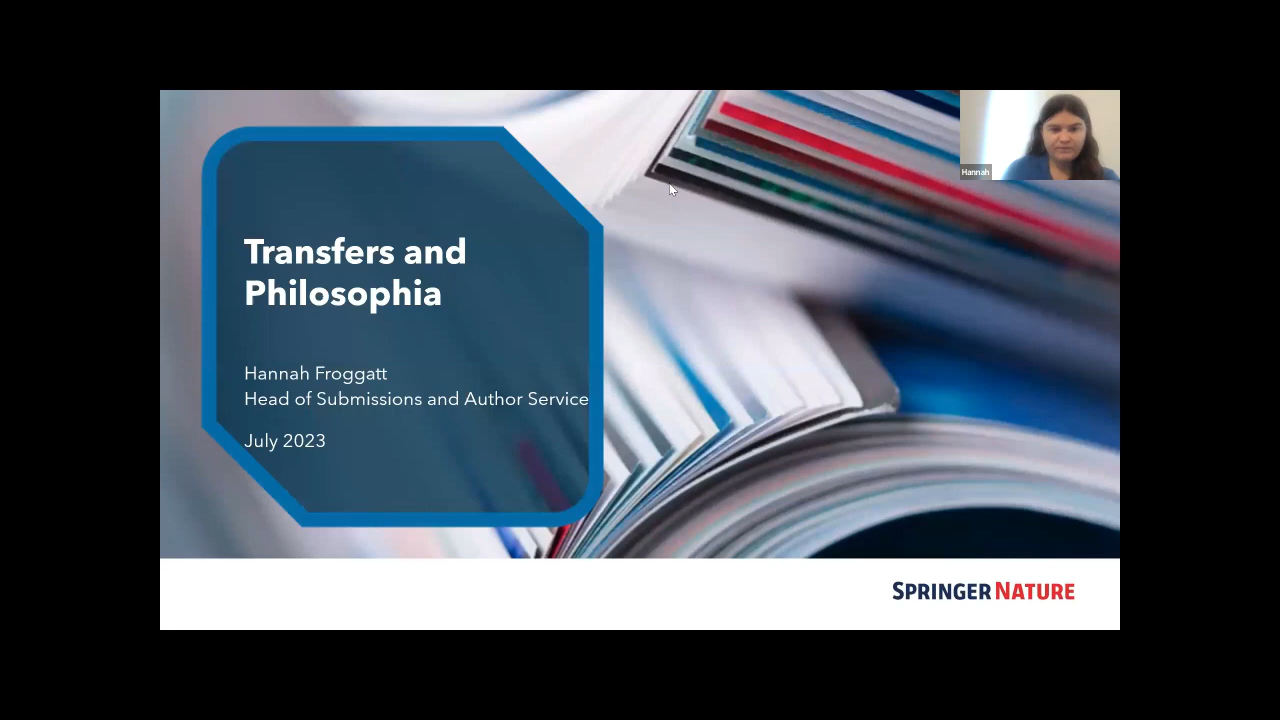 Hannah
Transfers and
Philosophia
Hannah Froggatt
Head of Submissions and Author Service
July 2023
SPRINGER NATURE